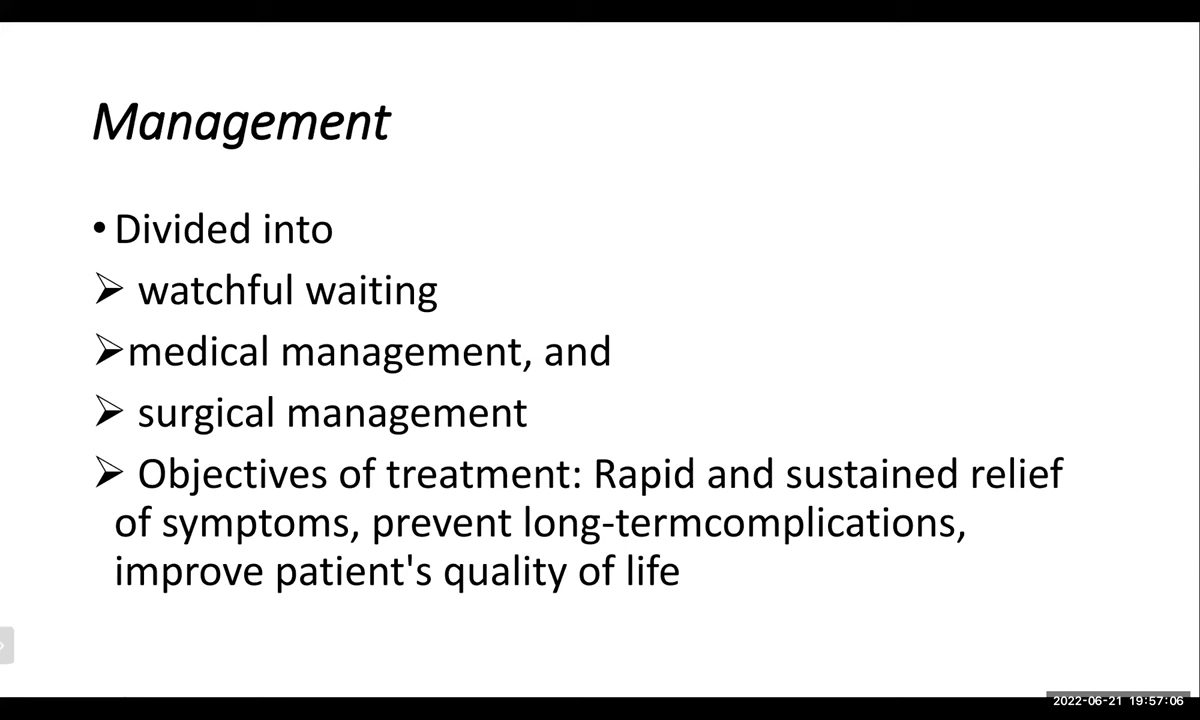 Management
• Divided into
➢ watchful waiting
➢medical management, and
➢ surgical management
➢ Objectives of treatment: Rapid and sustained relief
of symptoms, prevent long-termcomplications,
improve patient's quality of life
2022-06-21 19:57:06